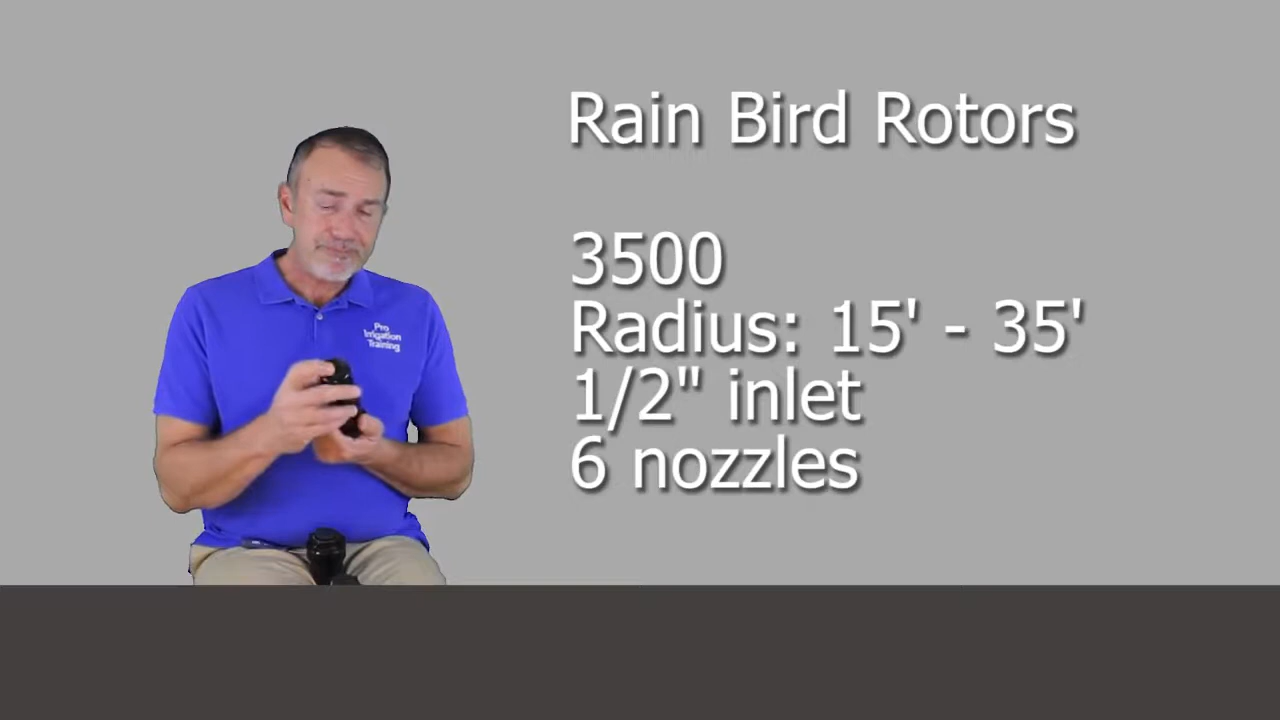 Rain Bird Rotors
3500
Radius: 15' - 35'
1/2" inlet
6 nozzles
Pro
Irrigation
Training